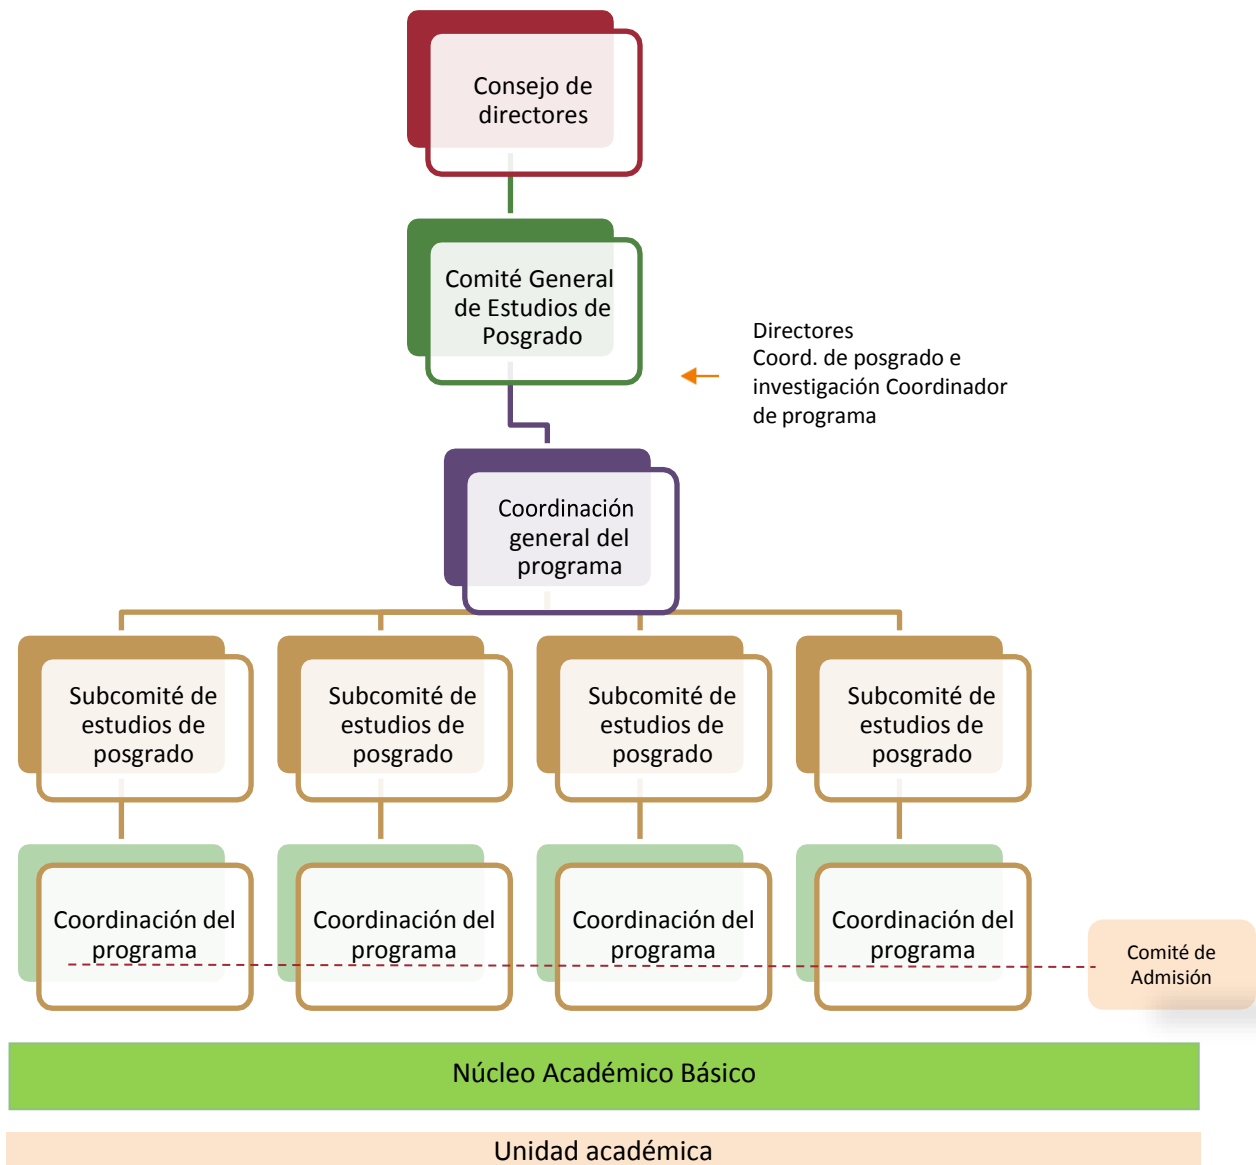 Consejo de
directores
Comité General
de Estudios de
Posgrado
Directores
Coord. de posgrado e
investigación Coordinador
de programa
Coordinación
general del
programa
Subcomité de
estudios de
posgrado
Subcomité de
estudios de
posgrado
Subcomité de
estudios de
posgrado
Subcomité de
estudios de
posgrado
Coordinación del
programa
Coordinación del
programa
Coordinación del
programa
Coordinación del
programa
Comité de
Admisión
Núcleo Académico Básico
Unidad académica